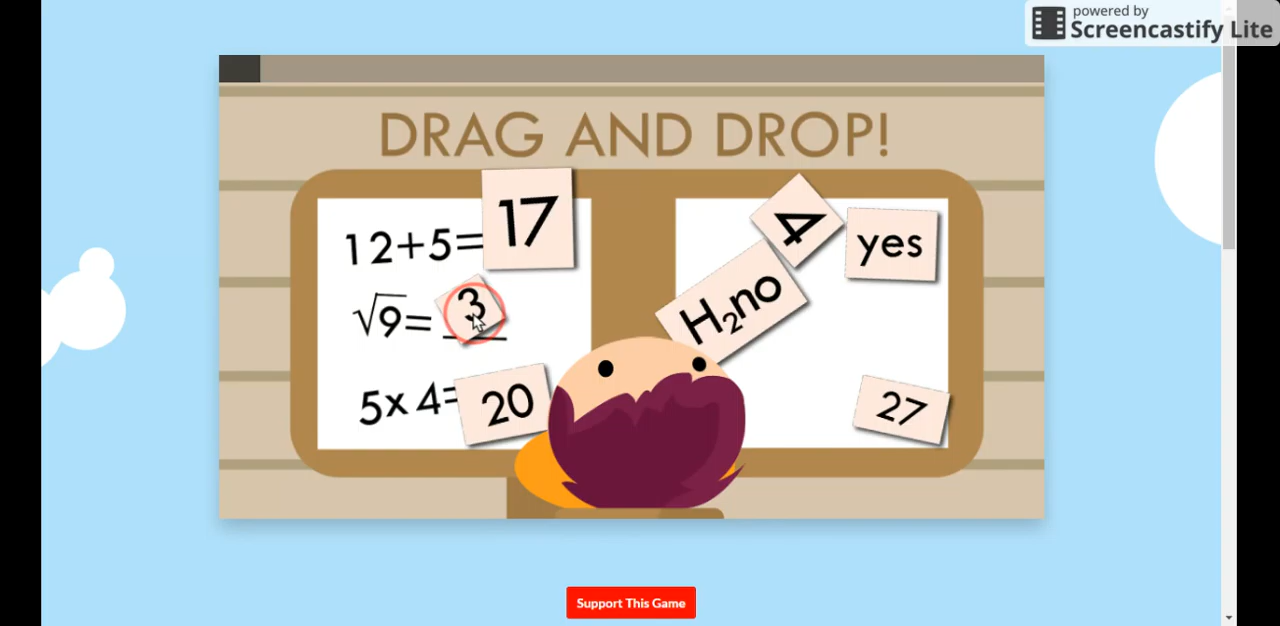 powered by
Screencastify Lite
DRAG AND DROP!
12+5= 17
√9= 3
5x4= 20
4
yes
H₂no
27
Support This Game